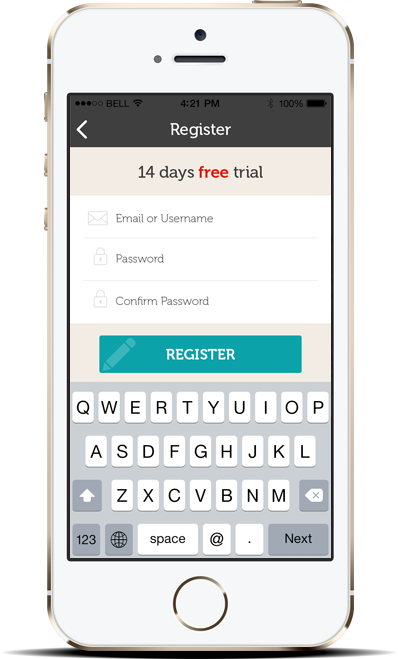 BELL 4:21 PM 100%
Register
14 days free trial
Email or Username
Password
Confirm Password
REGISTER
Q W E R T Y U I O P
A S D F G H J K L
Z X C V B N M
123 space @ . Next